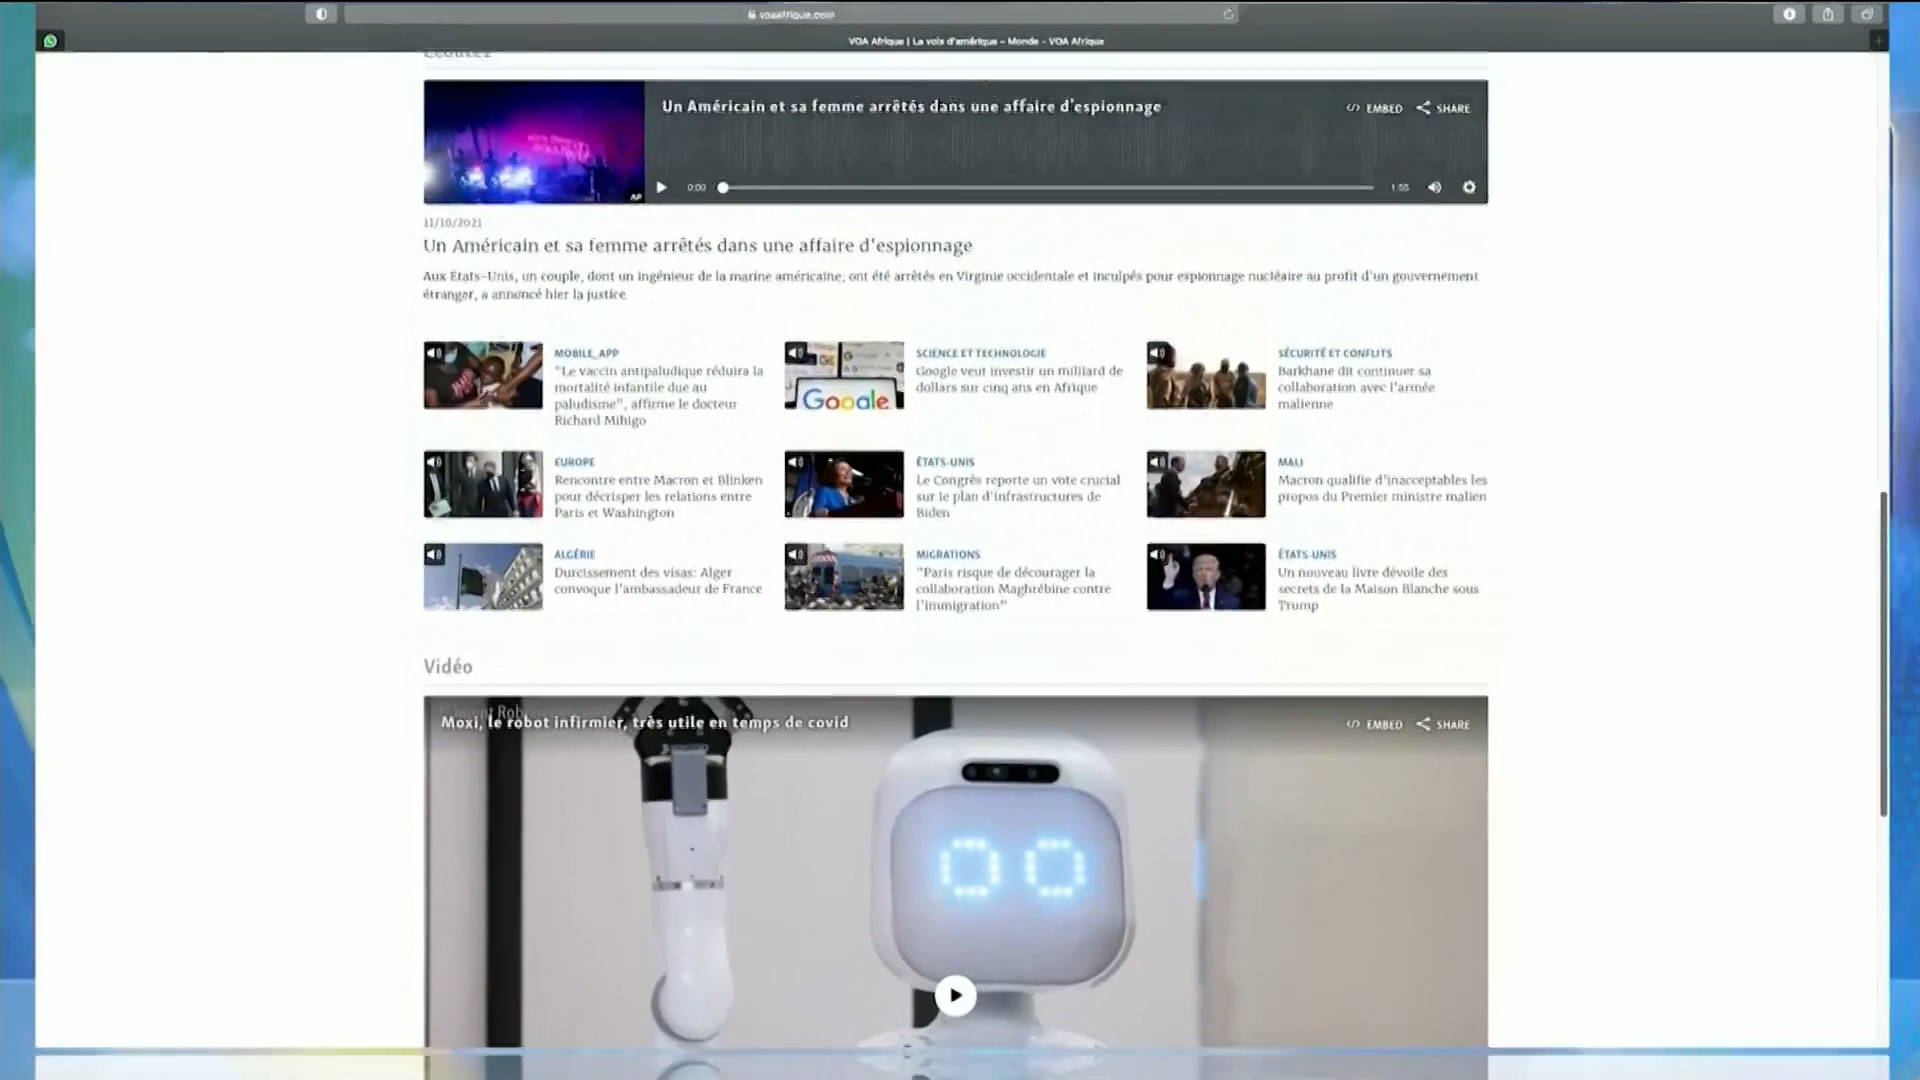 voaafrique.com
VOA Afrique | La voix d'amérique - Monde - VOA Afrique
Ecoutez
Un Américain et sa femme arrêtés dans une affaire d'espionnage
EMBED
SHARE
AP
0:00
1:55
11/10/2021
Un Américain et sa femme arrêtés dans une affaire d'espionnage
Aux Etats-Unis, un couple, dont un ingénieur de la marine américaine, ont été arrêtés en Virginie occidentale et inculpés pour espionnage nucléaire au profit d'un gouvernement
étranger, a annoncé hier la justice
MOBILE_APP
"Le vaccin antipaludique réduira la
mortalité infantile due au
paludisme", affirme le docteur
Richard Mihigo
Google
SCIENCE ET TECHNOLOGIE
Google veut investir un milliard de
dollars sur cinq ans en Afrique
SÉCURITÉ ET CONFLITS
Barkhane dit continuer sa
collaboration avec l'armée
malienne
EUROPE
Rencontre entre Macron et Blinken
pour décrisper les relations entre
Paris et Washington
ÉTATS-UNIS
Le Congrès reporte un vote crucial
sur le plan d'infrastructures de
Biden
MALI
Macron qualifie d'inacceptables les
propos du Premier ministre malien
ALGÉRIE
Durcissement des visas: Alger
convoque l'ambassadeur de France
MIGRATIONS
"Paris risque de décourager la
collaboration Maghrébine contre
l'immigration"
ÉTATS-UNIS
Un nouveau livre dévoile des
secrets de la Maison Blanche sous
Trump
Vidéo
Moxi, le robot infirmier, très utile en temps de covid
EMBED
SHARE